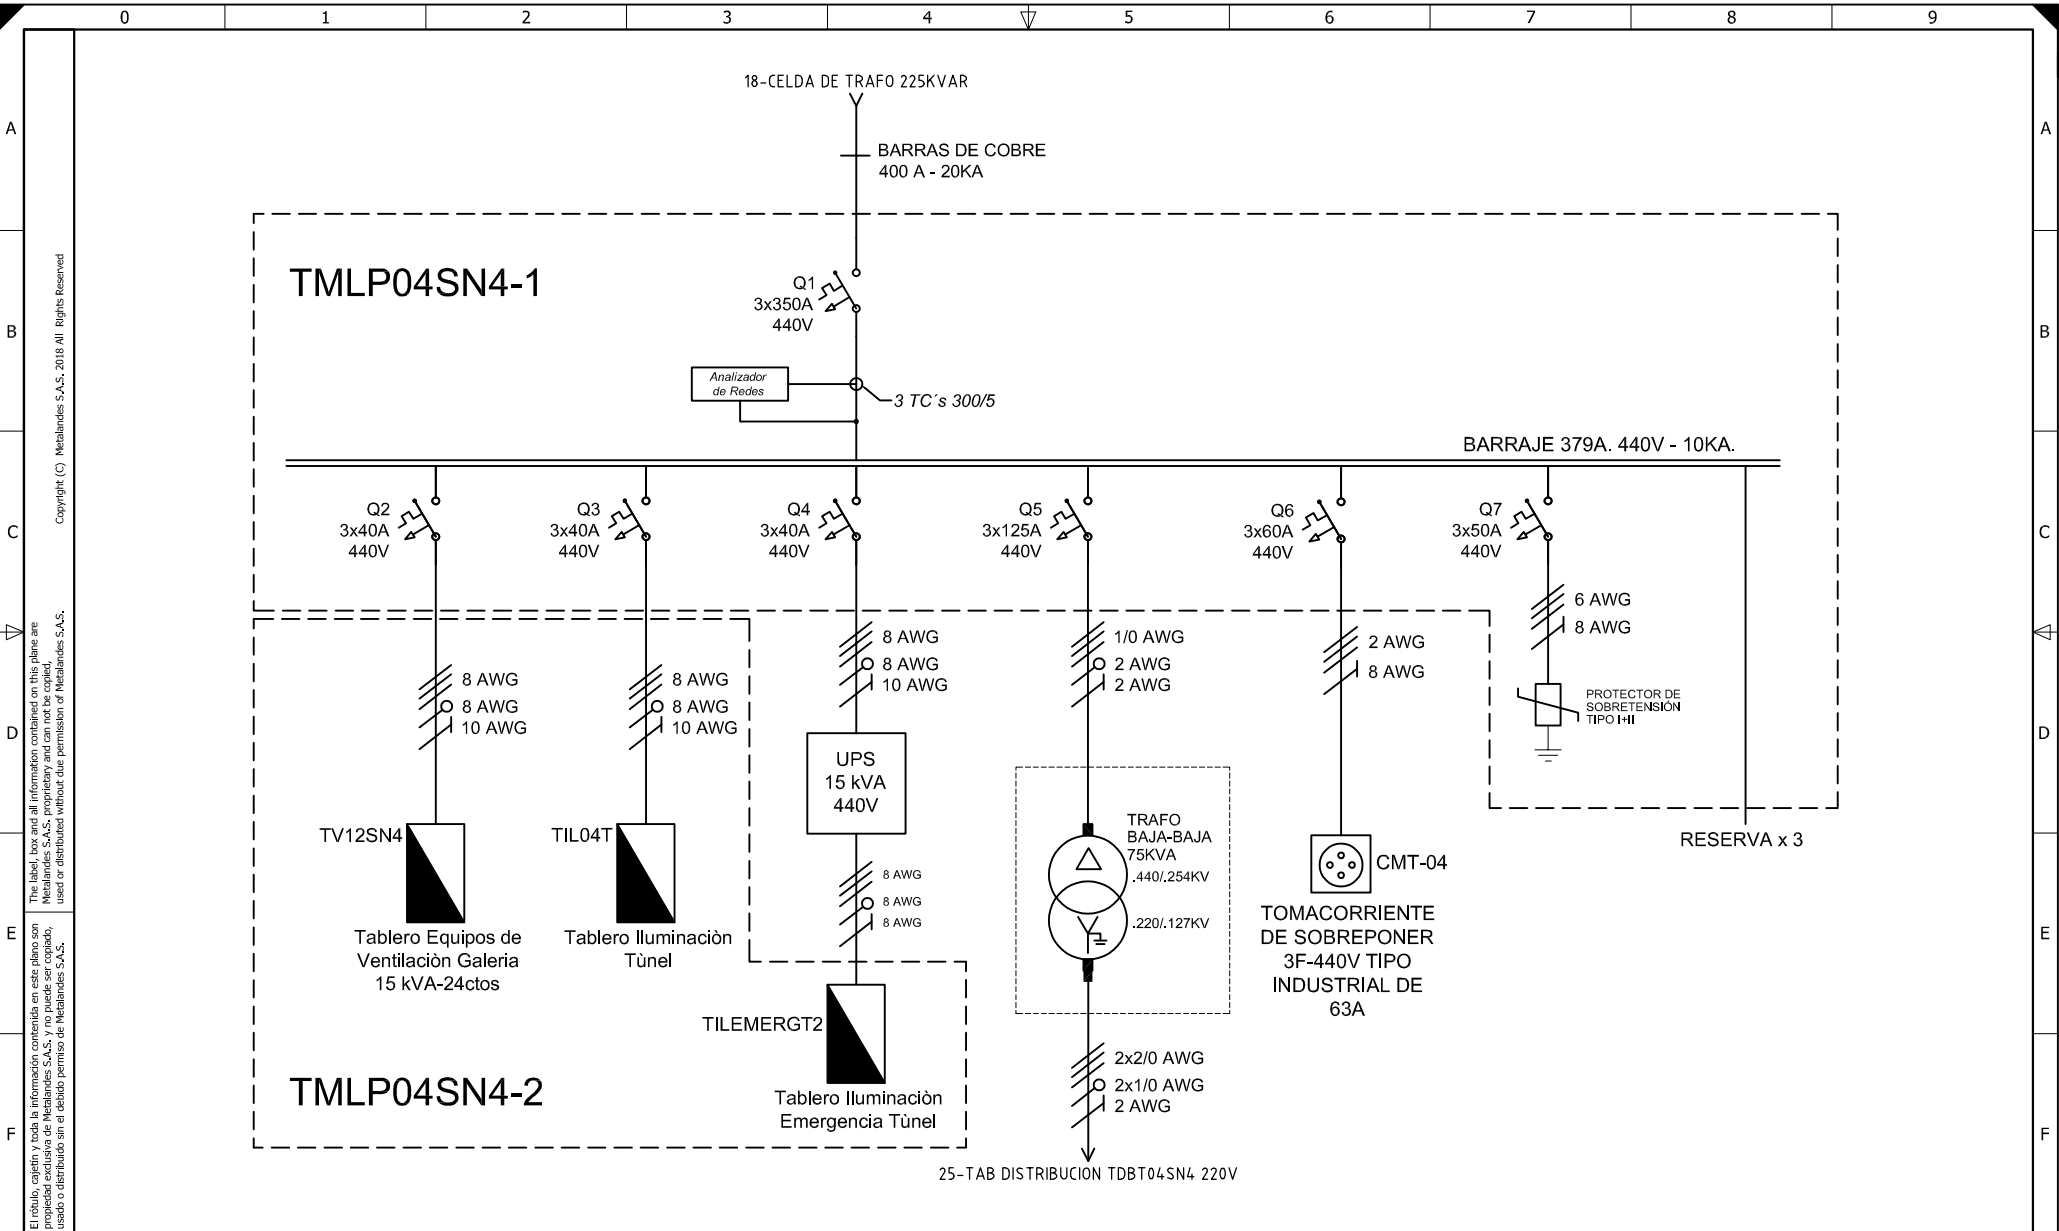 0 1 2 3 4 5 6 7 8 9
18-CELDA DE TRAFO 225KVAR
A
A
BARRAS DE COBRE
400 A - 20KA
TMLP04SN4-1
Q1
3x350A
440V
B
B
Analizador
de Redes
3 TC´s 300/5
BARRAJE 379A. 440V - 10KA.
C
C
Q2
3x40A
440V
Q3
3x40A
440V
Q4
3x40A
440V
Q5
3x125A
440V
Q6
3x60A
440V
Q7
3x50A
440V
8 AWG
8 AWG
10 AWG
8 AWG
8 AWG
10 AWG
8 AWG
8 AWG
10 AWG
1/0 AWG
2 AWG
2 AWG
2 AWG
8 AWG
6 AWG
8 AWG
D
D
PROTECTOR DE
SOBRETENSIÓN
TIPO I+II
UPS
15 kVA
440V
TV12SN4
TIL04T
8 AWG
8 AWG
8 AWG
TRAFO
BAJA-BAJA
75KVA
.440/.254KV
.220/.127KV
CMT-04
RESERVA x 3
E
E
Tablero Equipos de
Ventilaciòn Galeria
15 kVA-24ctos
Tablero Iluminaciòn
Tùnel
TOMACORRIENTE
DE SOBREPONER
3F-440V TIPO
INDUSTRIAL DE
63A
TILEMERGT2
TMLP04SN4-2
Tablero Iluminaciòn
Emergencia Tùnel
2x2/0 AWG
2x1/0 AWG
2 AWG
F
F
25-TAB DISTRIBUCION TDBT04SN4 220V
Copyright (C) Metalandes S.A.S. 2018 All Rights Reserved
The label, box and all information contained on this plane are
Metalandes S.A.S. proprietary and can not be copied,
used or distributed without due permission of Metalandes S.A.S.
El rótulo, cajetín y toda la información contenida en este plano son
propiedad exclusiva de Metalandes S.A.S. y no puede ser copiado,
usado o distribuido sin el debido permiso de Metalandes S.A.S.